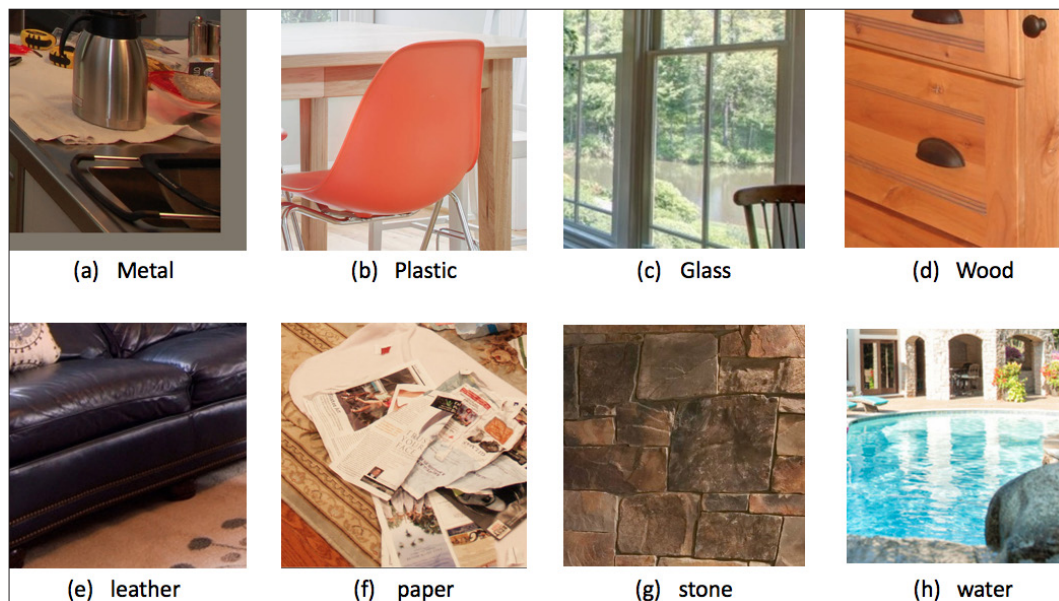 (a) Metal
(b) Plastic
(c) Glass
(d) Wood
(e) leather
(f) paper
(g) stone
(h) water